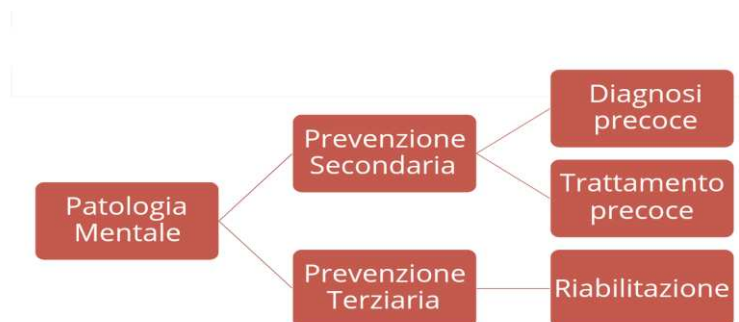 Patologia
Mentale
Prevenzione
Secondaria
Diagnosi
precoce
Trattamento
precoce
Prevenzione
Terziaria
Riabilitazione